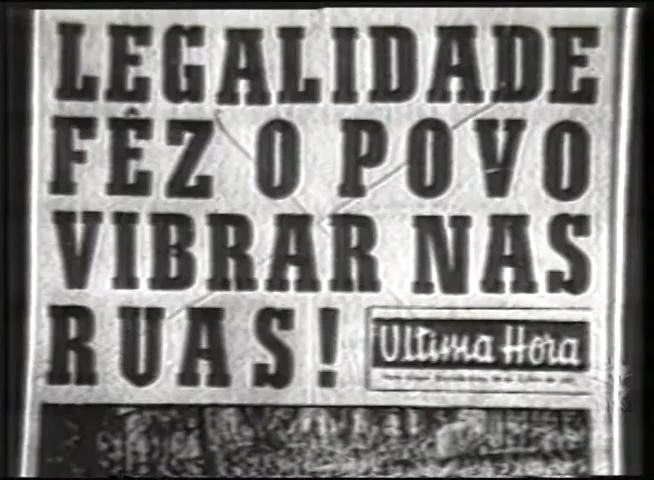 LEGALIDADE
FÊZ O POVO
VIBRAR NAS
RUAS!
Ultima Hora